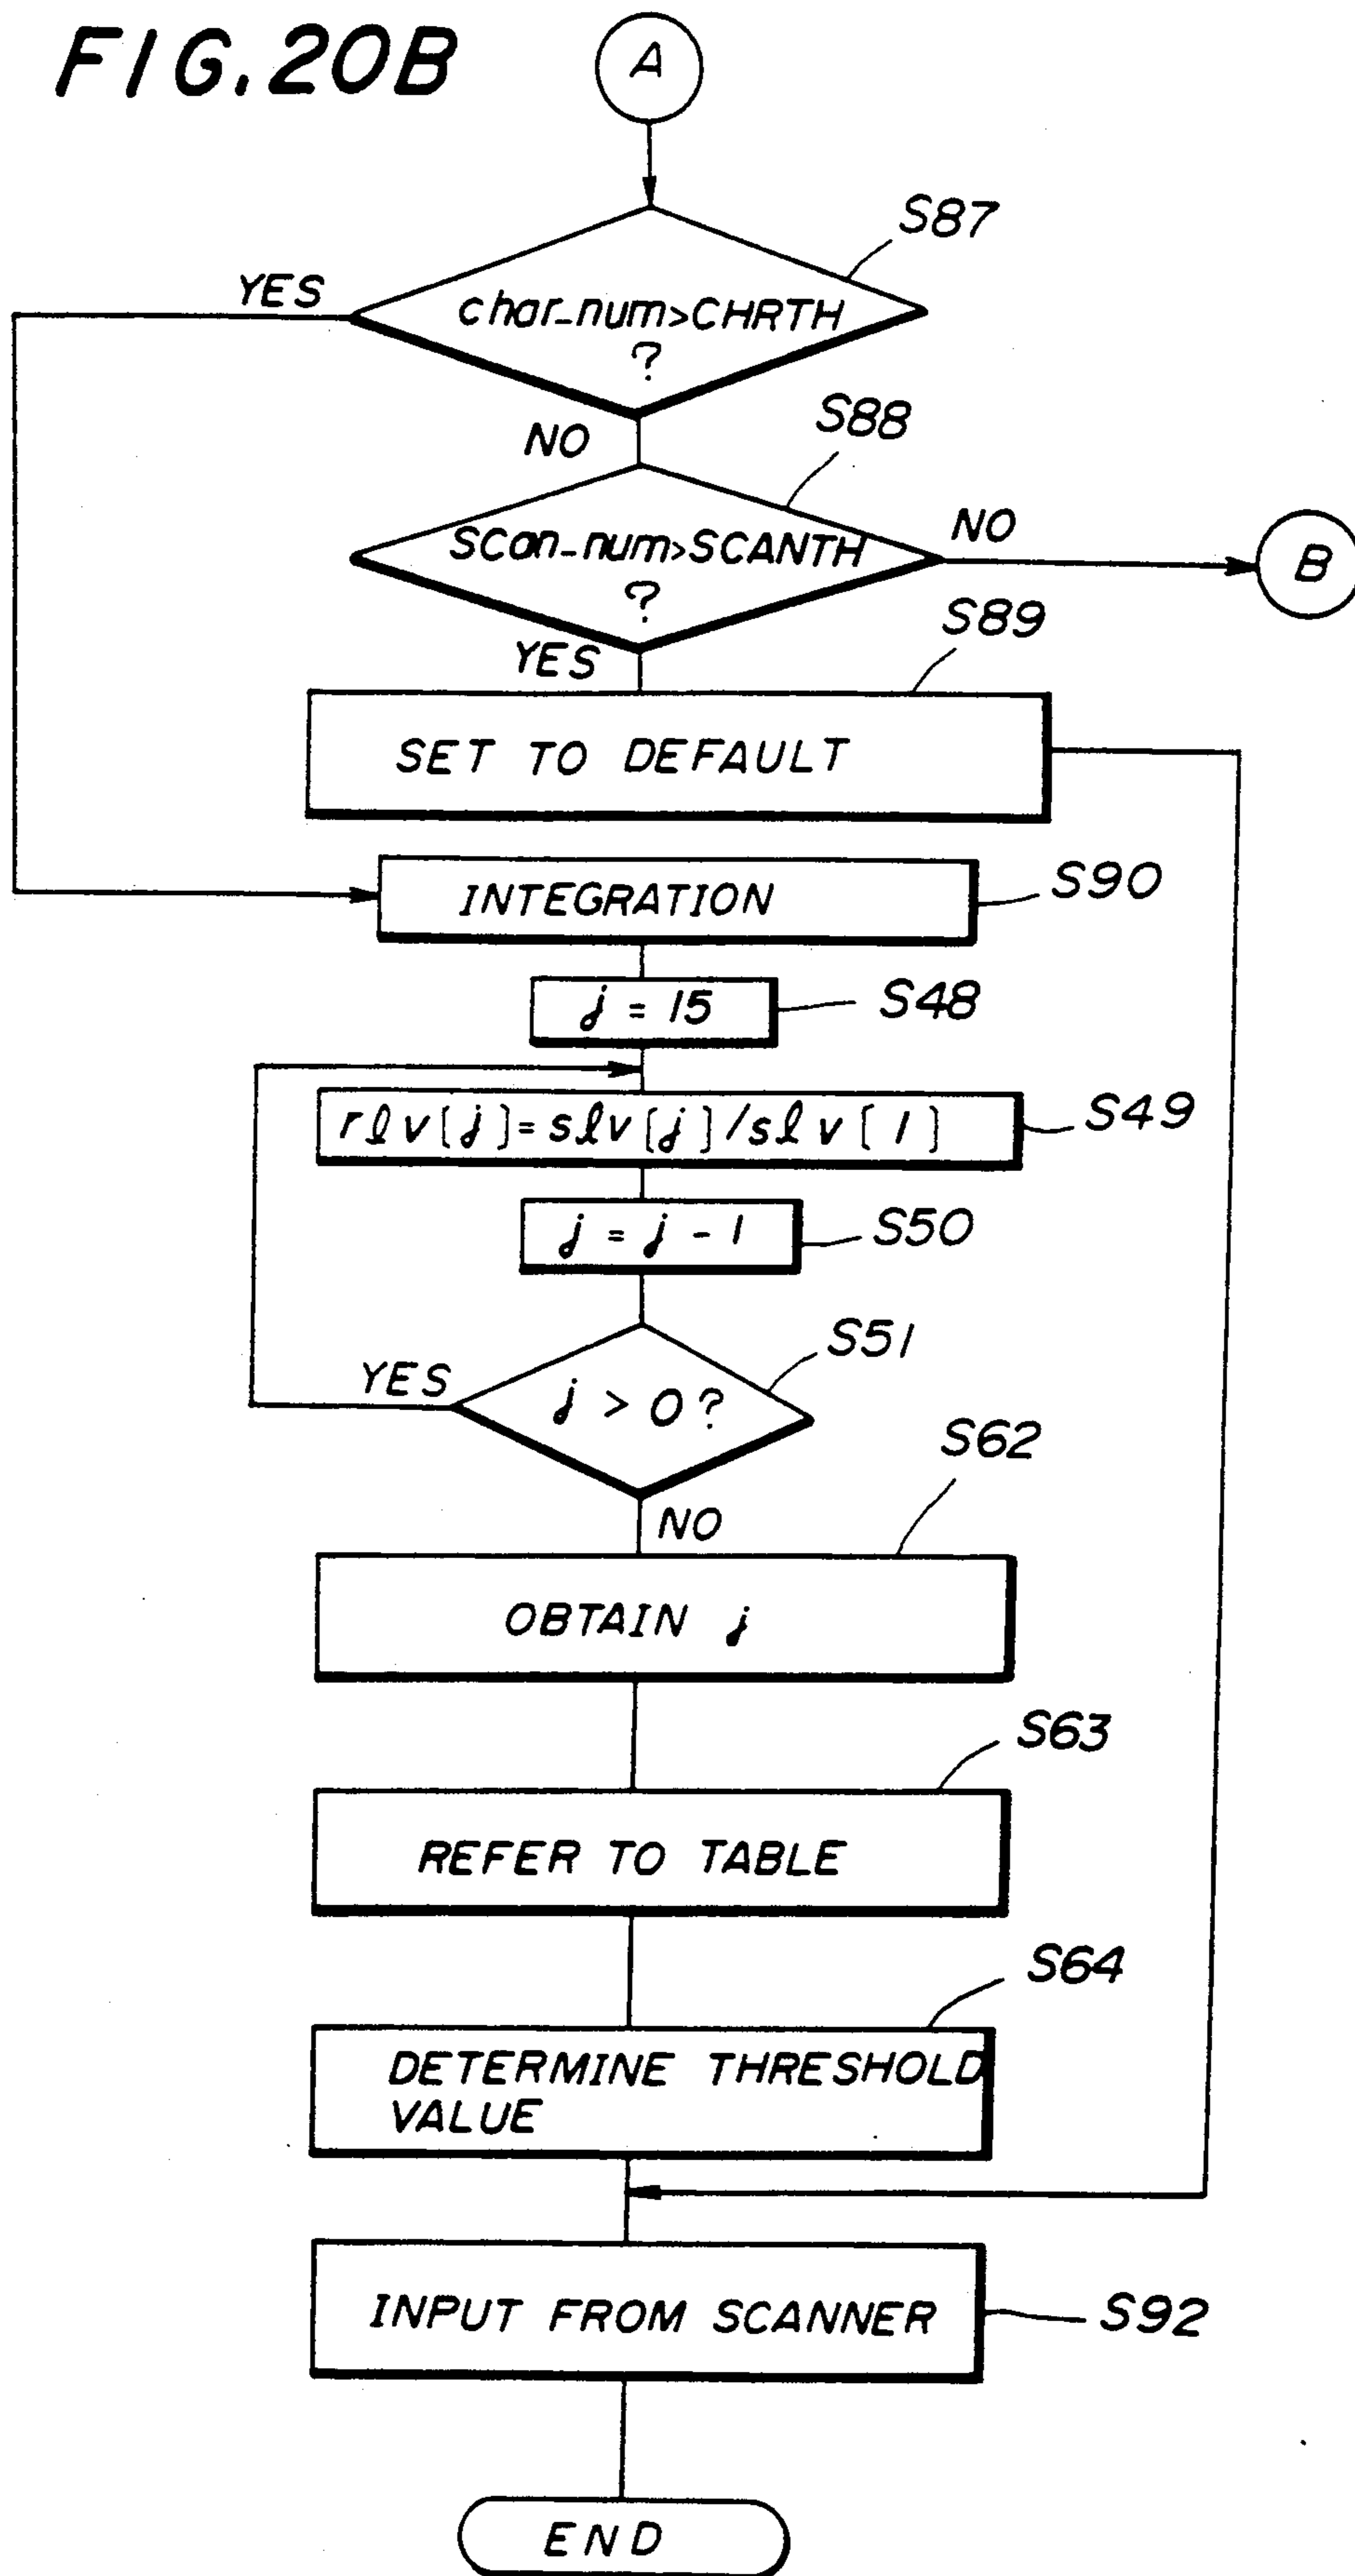 FIG. 20B
A
S87
YES
char_num>CHRTH
?
NO
S88
SCan_num>SCANTH
?
NO
B
YES
S89
SET TO DEFAULT
INTEGRATION
S90
j = 15
S48
rlv[j]=slv[j]/slv[1]
S49
j = j - 1
S50
S51
YES
j > 0?
NO
S62
OBTAIN j
S63
REFER TO TABLE
S64
DETERMINE THRESHOLD
VALUE
INPUT FROM SCANNER
S92
END